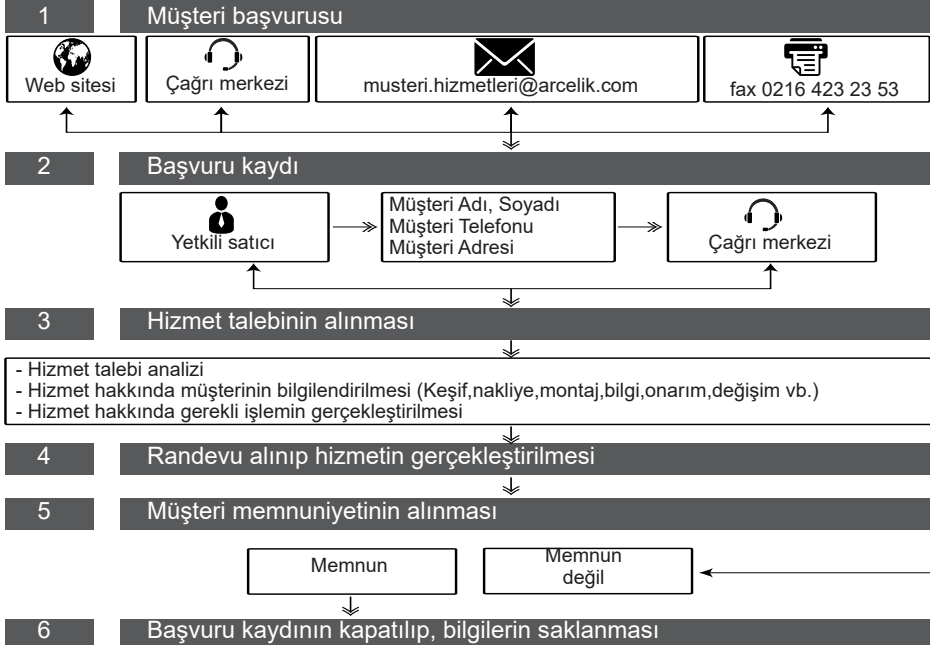 1 Müşteri başvurusu
Web sitesi
Çağrı merkezi
musteri.hizmetleri@arcelik.com
fax 0216 423 23 53
2 Başvuru kaydı
Yetkili satıcı
Müşteri Adı, Soyadı
Müşteri Telefonu
Müşteri Adresi
Çağrı merkezi
3 Hizmet talebinin alınması
- Hizmet talebi analizi
- Hizmet hakkında müşterinin bilgilendirilmesi (Keşif,nakliye,montaj,bilgi,onarım,değişim vb.)
- Hizmet hakkında gerekli işlemin gerçekleştirilmesi
4 Randevu alınıp hizmetin gerçekleştirilmesi
5 Müşteri memnuniyetinin alınması
Memnun
Memnun
değil
6 Başvuru kaydının kapatılıp, bilgilerin saklanması